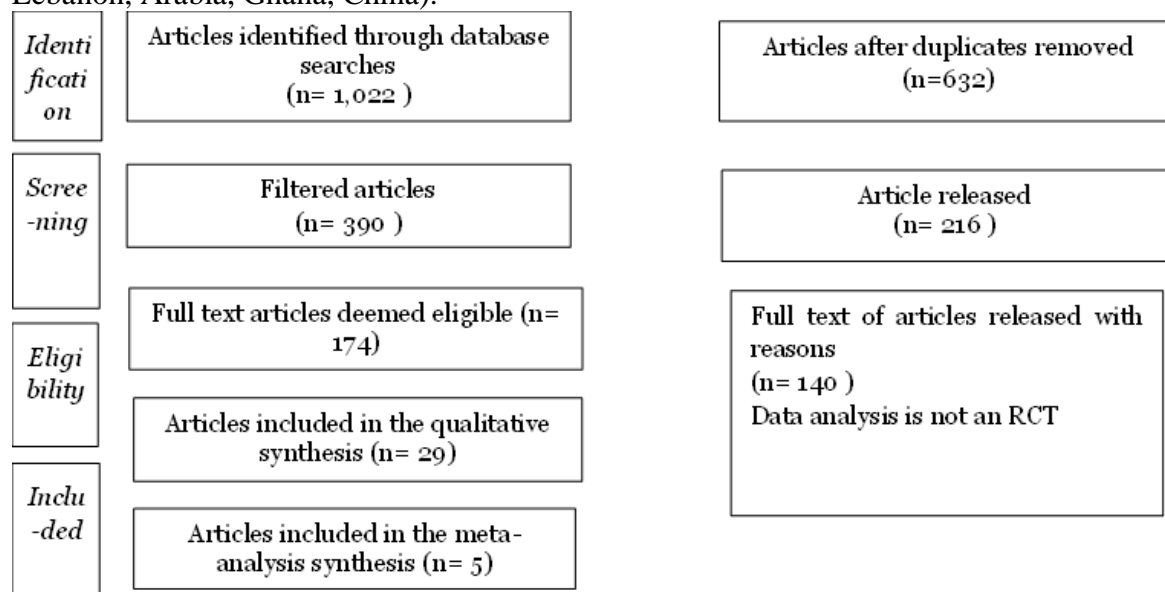 Lebanon, Arabia, Ghana, China).
Identi
ficati
on
Articles identified through database
searches
(n= 1,022 )
Articles after duplicates removed
(n=632)
Scree
-ning
Filtered articles
(n= 390 )
Article released
(n= 216 )
Full text articles deemed eligible (n=
174)
Full text of articles released with
reasons
(n= 140 )
Data analysis is not an RCT
Eligi
bility
Articles included in the qualitative
synthesis (n= 29)
Inclu
-ded
Articles included in the meta-
analysis synthesis (n= 5)